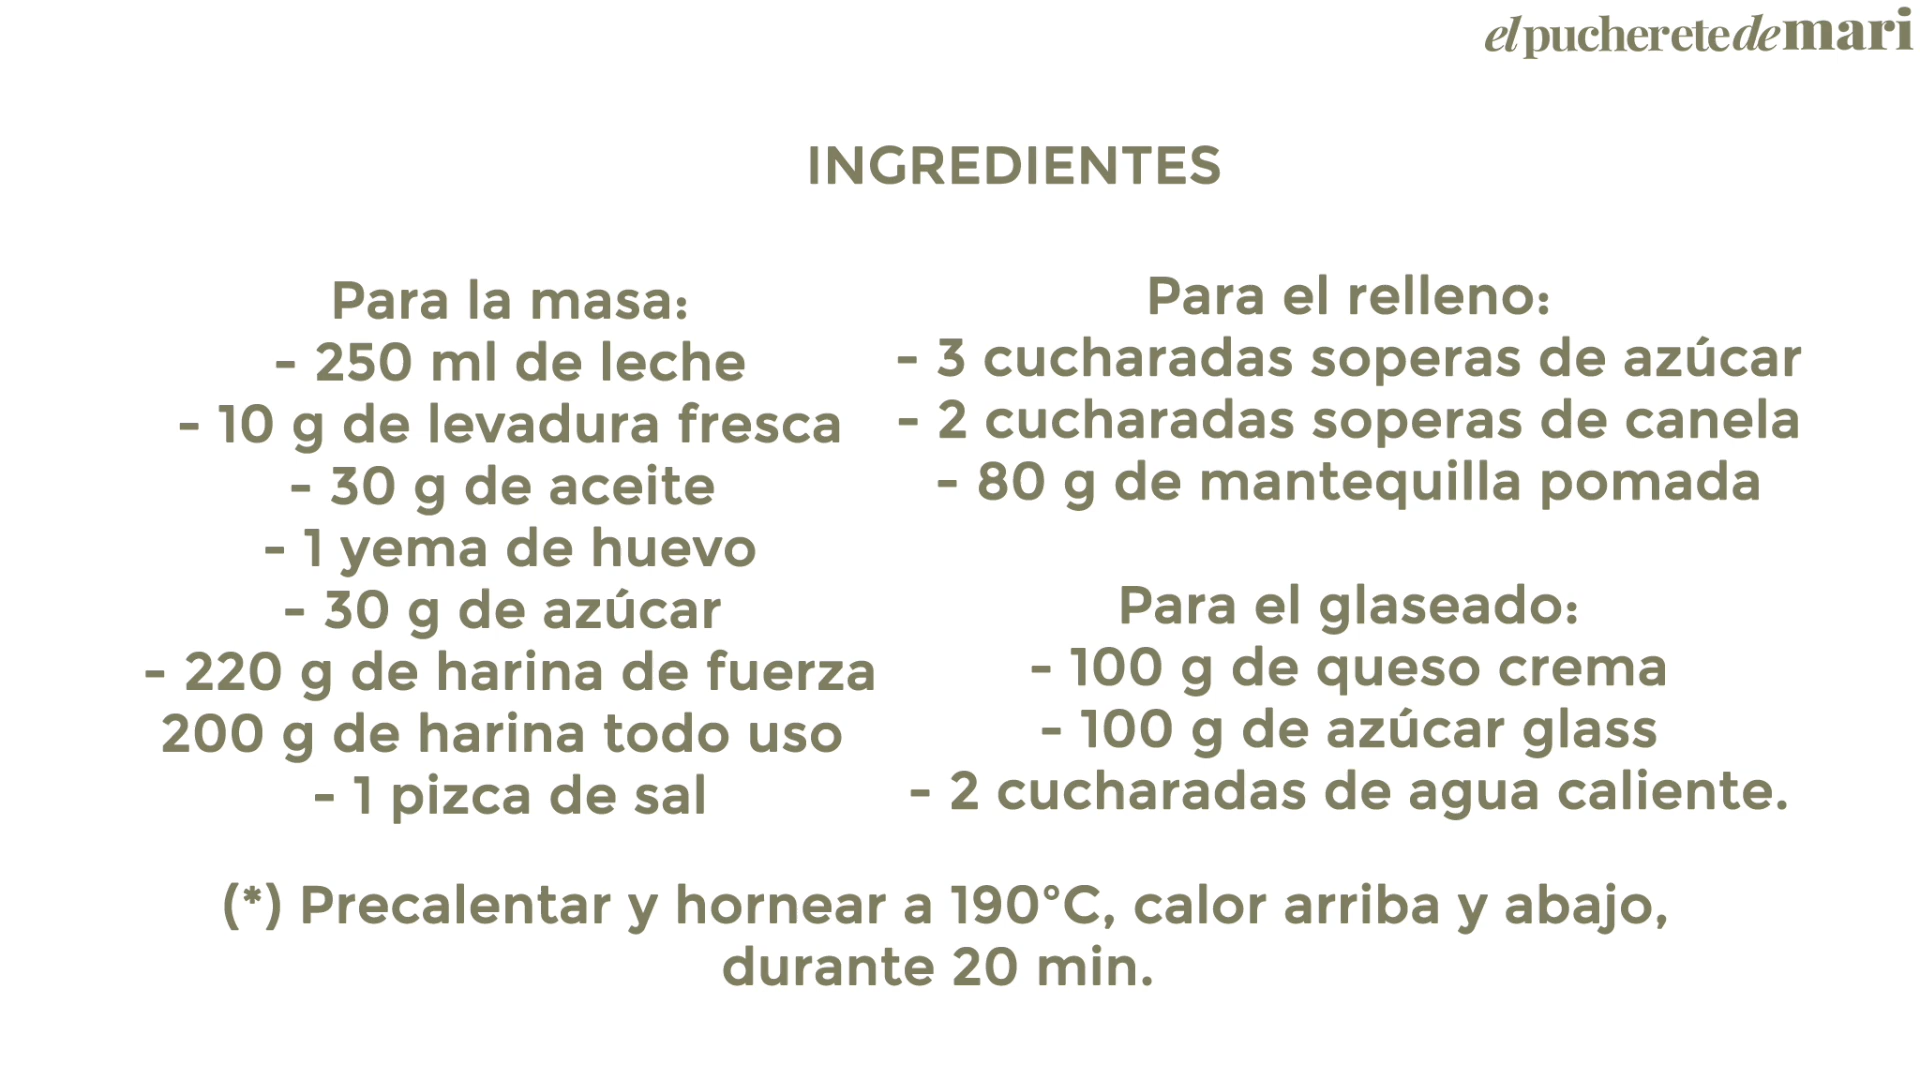 elpucheretedemari
INGREDIENTES
Para la masa:
- 250 ml de leche
- 10 g de levadura fresca
- 30 g de aceite
- 1 yema de huevo
- 30 g de azúcar
- 220 g de harina de fuerza
200 g de harina todo uso
- 1 pizca de sal
Para el relleno:
- 3 cucharadas soperas de azúcar
- 2 cucharadas soperas de canela
- 80 g de mantequilla pomada
Para el glaseado:
- 100 g de queso crema
- 100 g de azúcar glass
- 2 cucharadas de agua caliente.
(*) Precalentar y hornear a 190°C, calor arriba y abajo,
durante 20 min.